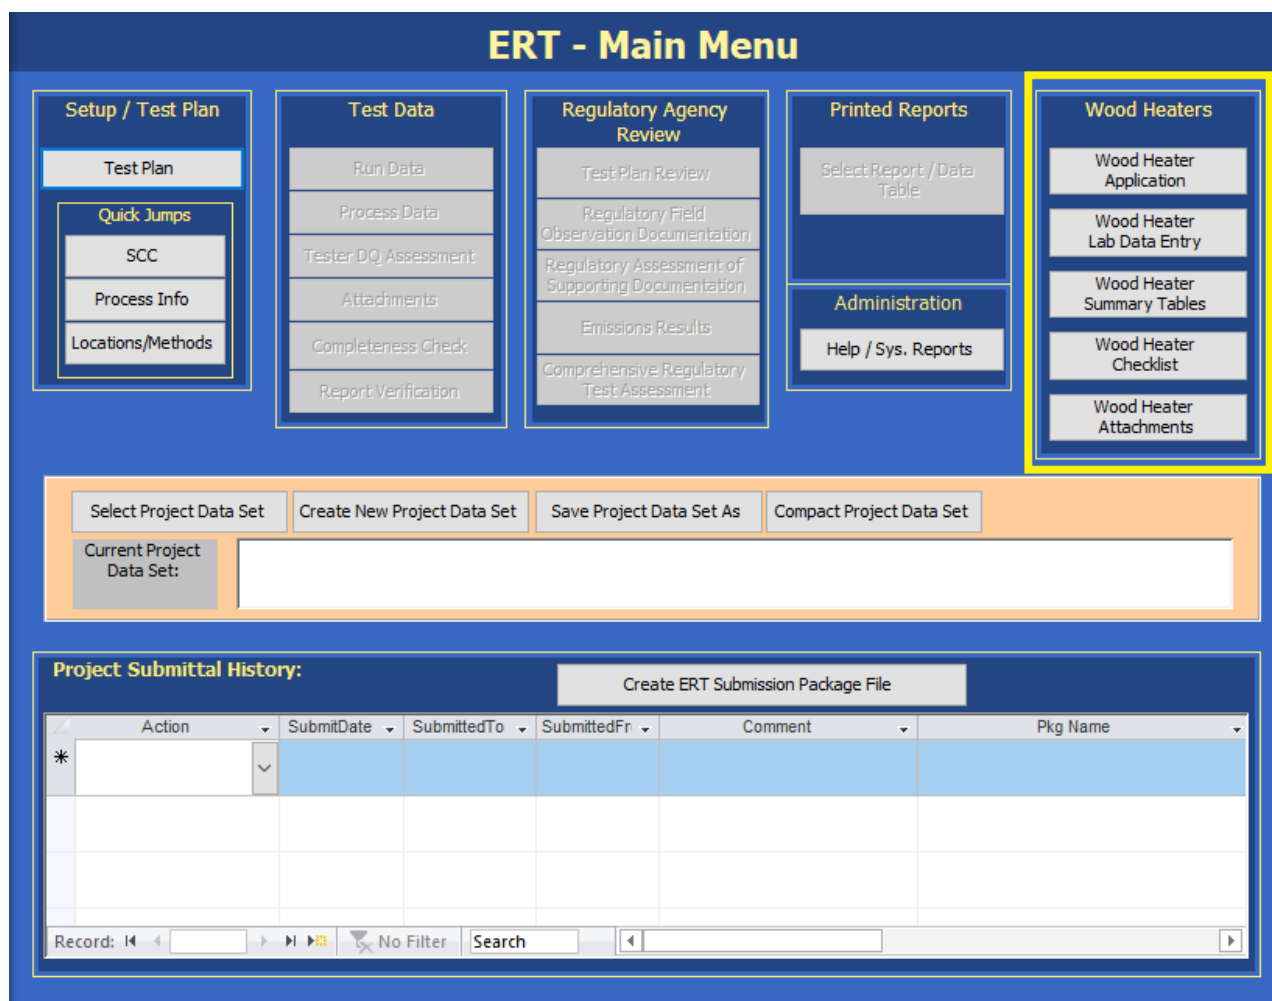 ERT - Main Menu
Setup / Test Plan
Test Plan
Quick Jumps
SCC
Process Info
Locations/Methods
Test Data
Run Data
Process Data
Tester DQ Assessment
Attachments
Completeness Check
Report Verification
Regulatory Agency
Review
Test Plan Review
Regulatory Field
Observation Documentation
Regulatory Assessment of
Supporting Documentation
Emissions Results
Comprehensive Regulatory
Test Assessment
Printed Reports
Select Report / Data
Table
Administration
Help / Sys. Reports
Wood Heaters
Wood Heater
Application
Wood Heater
Lab Data Entry
Wood Heater
Summary Tables
Wood Heater
Checklist
Wood Heater
Attachments
Select Project Data Set
Create New Project Data Set
Save Project Data Set As
Compact Project Data Set
Current Project
Data Set:
Project Submittal History:
Create ERT Submission Package File
Action SubmitDate SubmittedTo SubmittedFr Comment Pkg Name
Record: No Filter Search